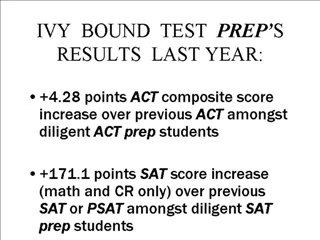 IVY BOUND TEST PREP'S
RESULTS LAST YEAR:
• +4.28 points ACT composite score
increase over previous ACT amongst
diligent ACT prep students
• +171.1 points SAT score increase
(math and CR only) over previous
SAT or PSAT amongst diligent SAT
prep students